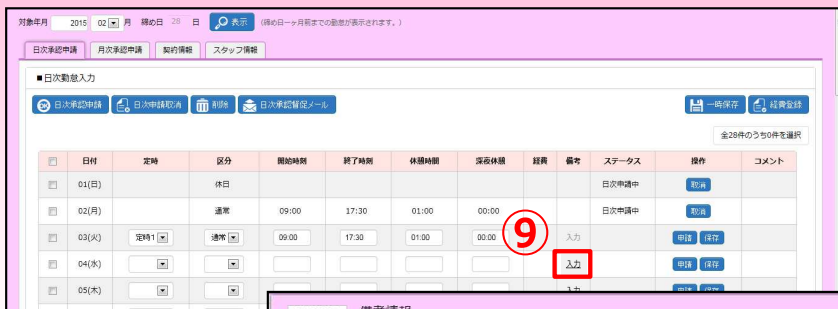 対象年月 2015 02 月 締め日 28 日 表示 (締め日一ヶ月前までの勤怠が表示されます。)
日次承認申請 月次承認申請 契約情報 スタッフ情報
■日次勤怠入力
日次承認申請 日次申請取消 削除 日次承認督促メール 一時保存 経費登録
全28件のうち0件を選択
日付 定時 区分 開始時刻 終了時刻 休憩時間 深夜休憩 経費 備考 ステータス 操作 コメント
01(日) 休日 日次申請中 取消
02(月) 通常 09:00 17:30 01:00 00:00 日次申請中 取消
03(火) 定時1 通常 09:00 17:30 01:00 00:00 ⑨ 入力 申請 保存
04(水) 入力 申請 保存
05(木)